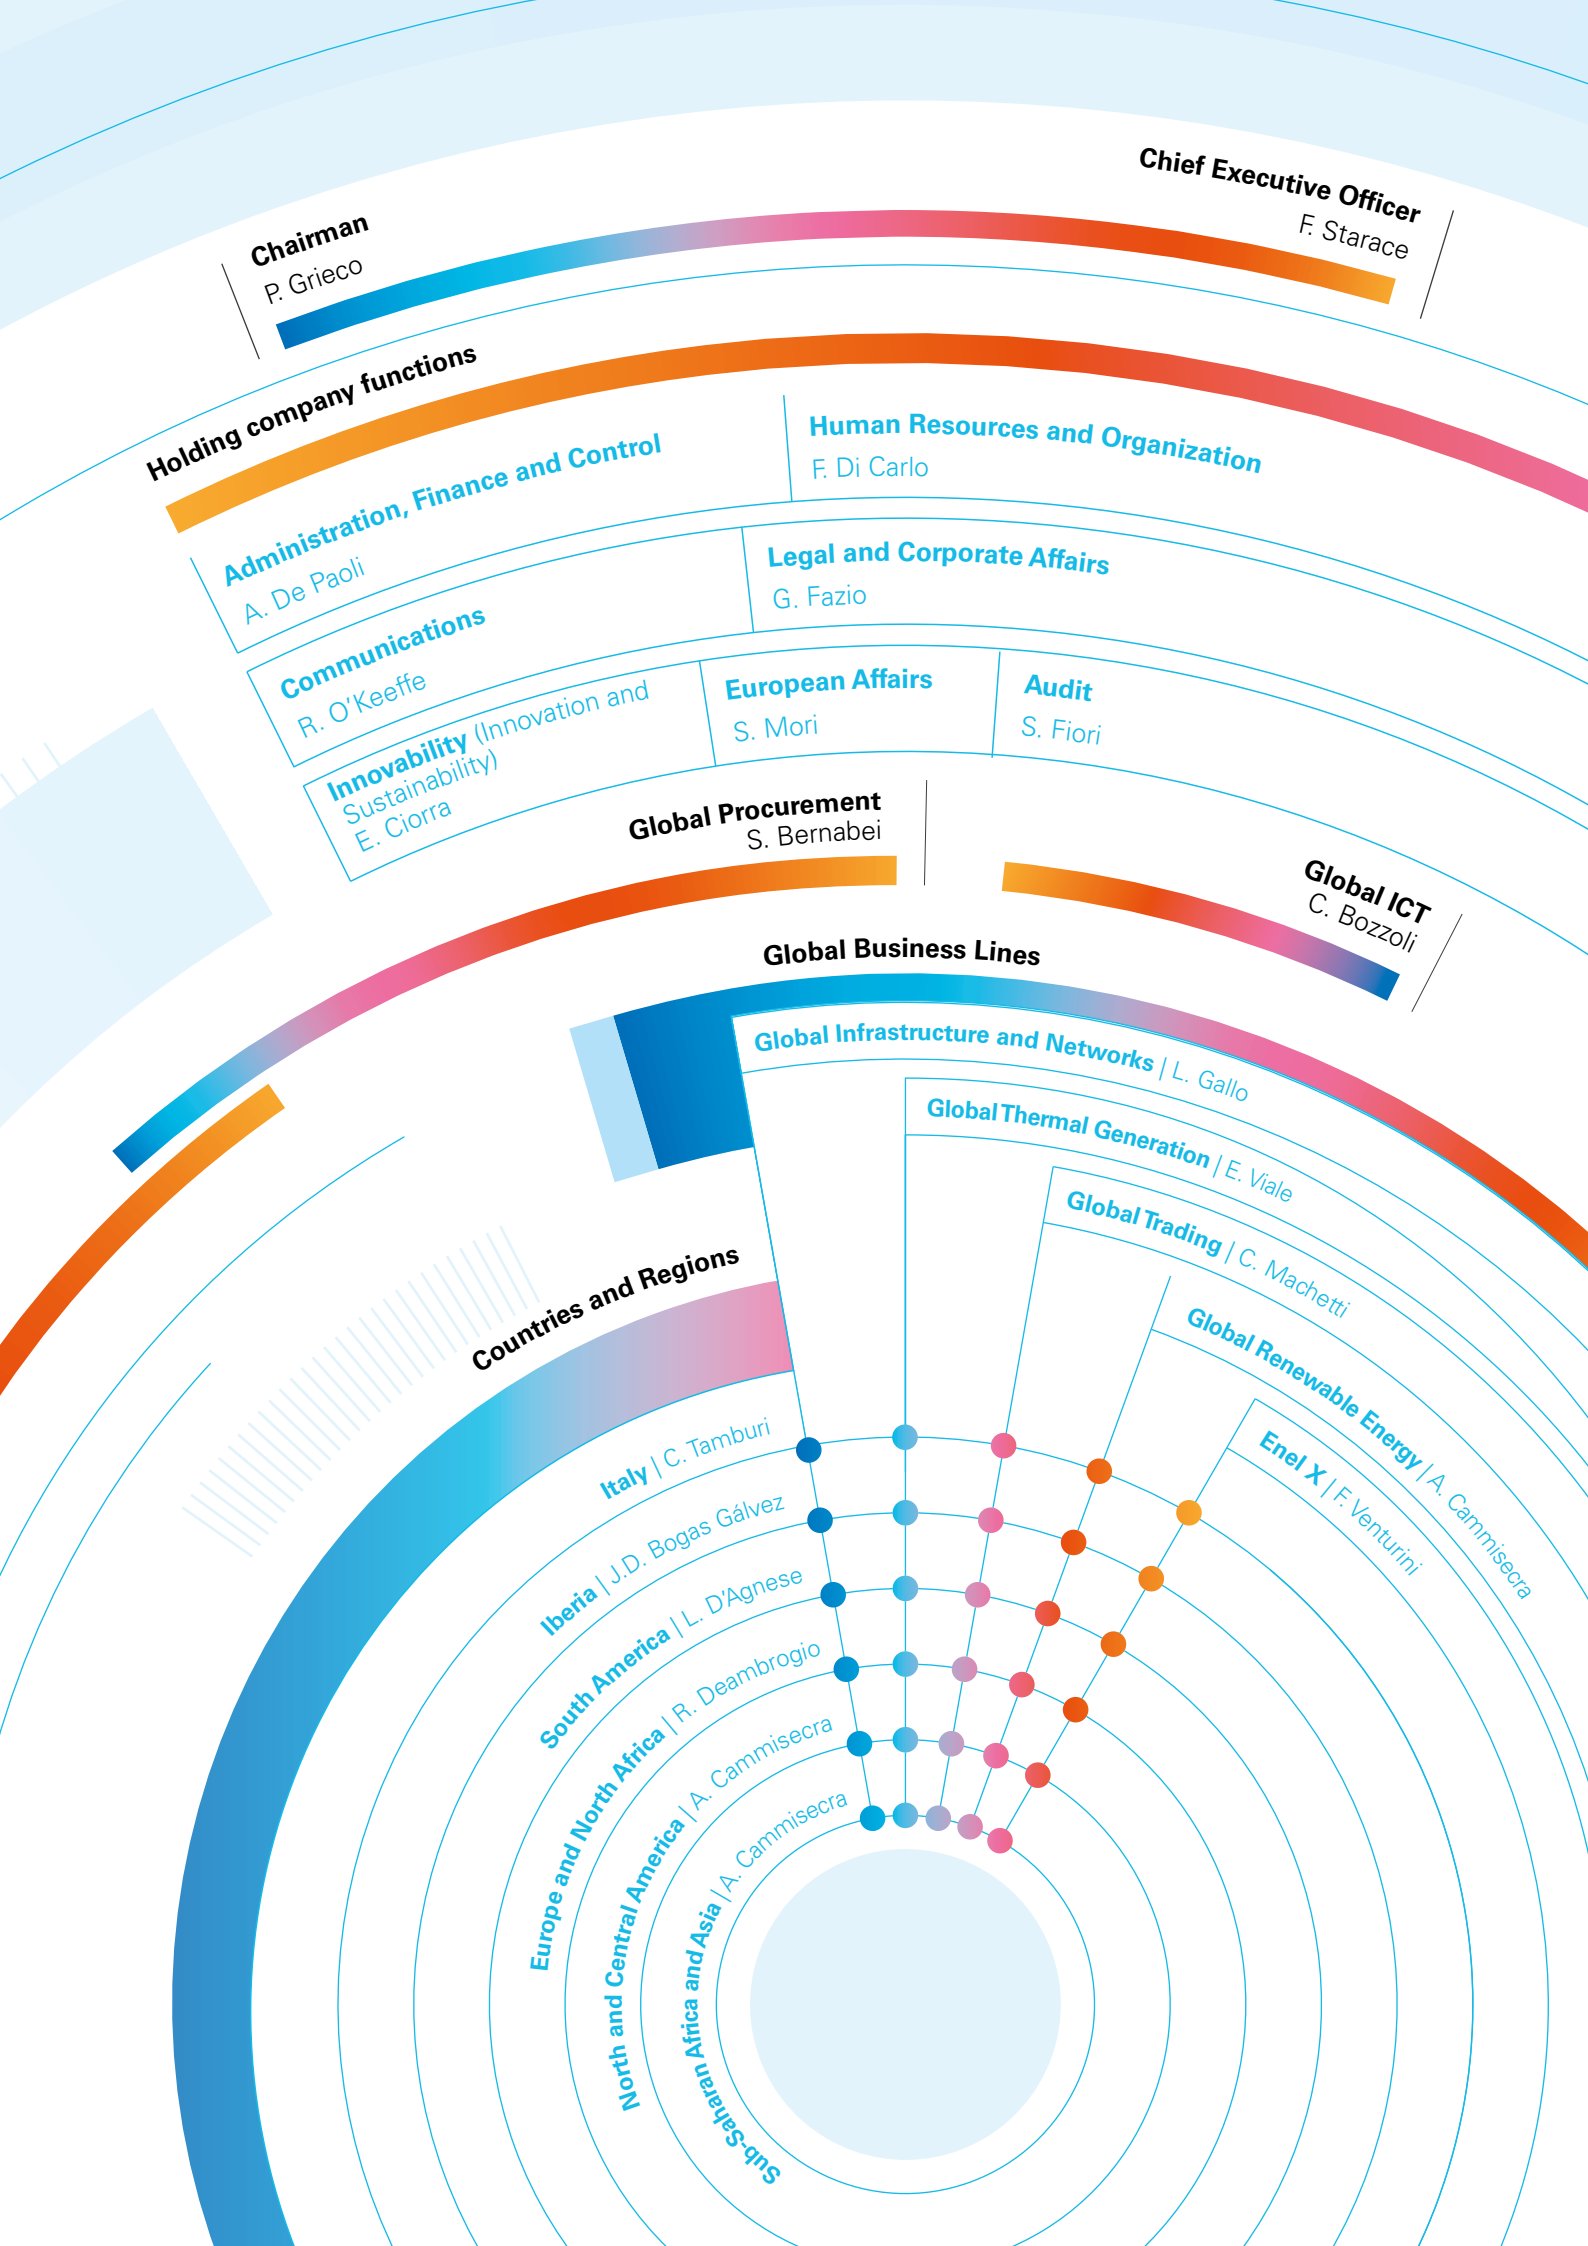 Chairman
P. Grieco
Chief Executive Officer
F. Starace
Holding company functions
Administration, Finance and Control
A. De Paoli
Human Resources and Organization
F. Di Carlo
Communications
R. O'Keeffe
Legal and Corporate Affairs
G. Fazio
Innovability (Innovation and
Sustainability)
E. Ciorra
European Affairs
S. Mori
Audit
S. Fiori
Global Procurement
S. Bernabei
Global ICT
C. Bozzoli
Global Business Lines
Global Infrastructure and Networks | L. Gallo
Global Thermal Generation | E. Viale
Global Trading | C. Machetti
Global Renewable Energy | A. Cammisecra
Enel X | F. Venturini
Countries and Regions
Italy | C. Tamburi
Iberia | J.D. Bogas Gálvez
South America | L. D'Agnese
Europe and North Africa | R. Deambrogio
North and Central America | A. Cammisecra
Sub-Saharan Africa and Asia | A. Cammisecra